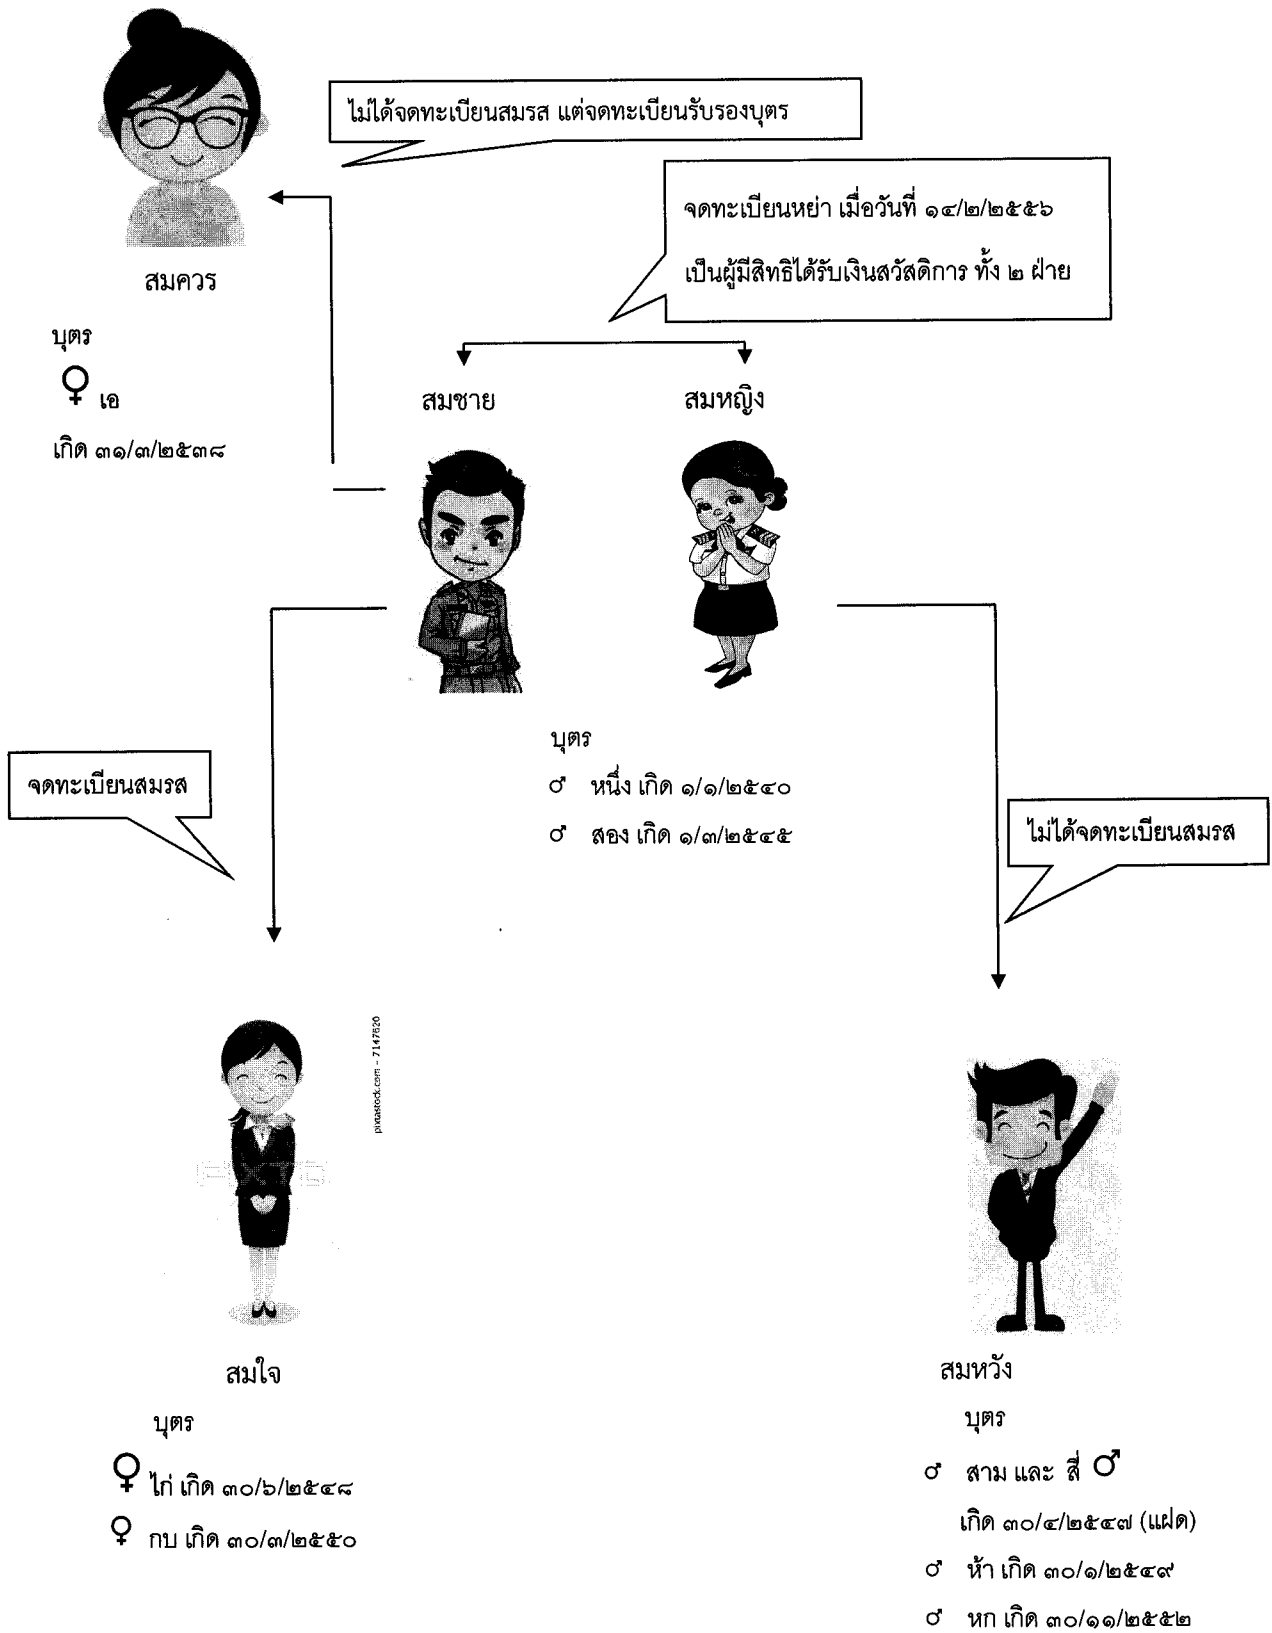 ไม่ได้จดทะเบียนสมรส แต่จดทะเบียนรับรองบุตร
จดทะเบียนหย่า เมื่อวันที่ ๑๔/๒/๒๕๕๖
เป็นผู้มีสิทธิได้รับเงินสวัสดิการ ทั้ง ๒ ฝ่าย
สมควร
บุตร
♀ เอ
เกิด ๓๑/๓/๒๕๓๘
สมชาย
สมหญิง
บุตร
♂ หนึ่ง เกิด ๑/๑/๒๕๔๐
♂ สอง เกิด ๑/๓/๒๕๔๕
จดทะเบียนสมรส
ไม่ได้จดทะเบียนสมรส
pixtastock.com - 7147620
PIXTA
สมใจ
บุตร
♀ ไก่ เกิด ๓๐/๖/๒๕๔๘
♀ กบ เกิด ๓๐/๓/๒๕๕๐
สมหวัง
บุตร
♂ สาม และ สี่ ♂
เกิด ๓๐/๔/๒๕๔๗ (แฝด)
♂ ห้า เกิด ๓๐/๑/๒๕๔๙
♂ หก เกิด ๓๐/๑๑/๒๕๕๒